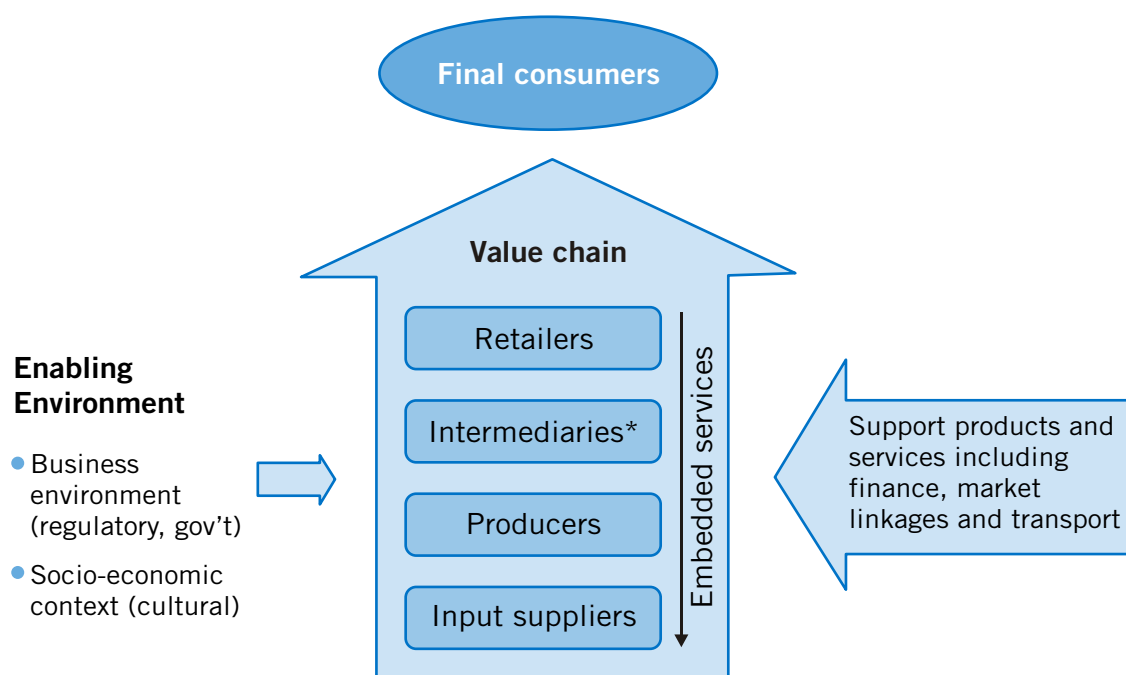 Final consumers
Value chain
Retailers
Intermediaries*
Producers
Input suppliers
Embedded services
Enabling
Environment
Business
environment
(regulatory, gov’t)
Socio-economic
context (cultural)
Support products and
services including
finance, market
linkages and transport